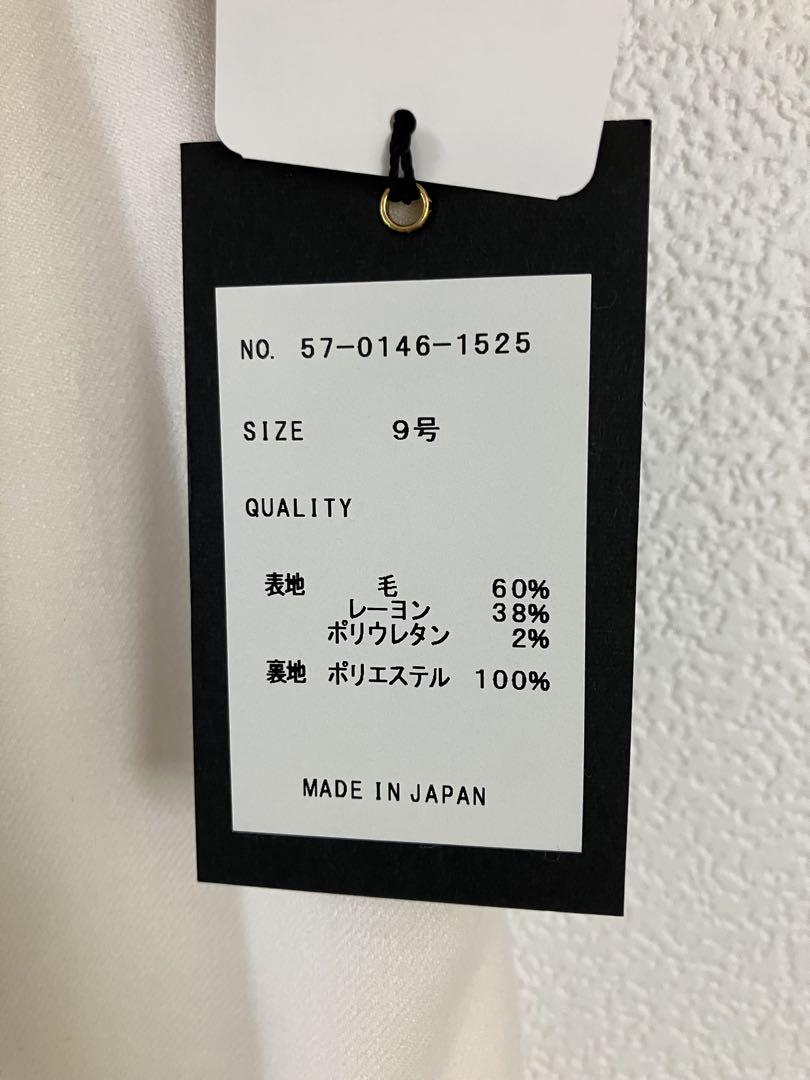 NO. 57-0146-1525
SIZE 9号
QUALITY
表地 毛 60%
レーヨン 38%
ポリウレタン 2%
裏地 ポリエステル 100%
MADE IN JAPAN